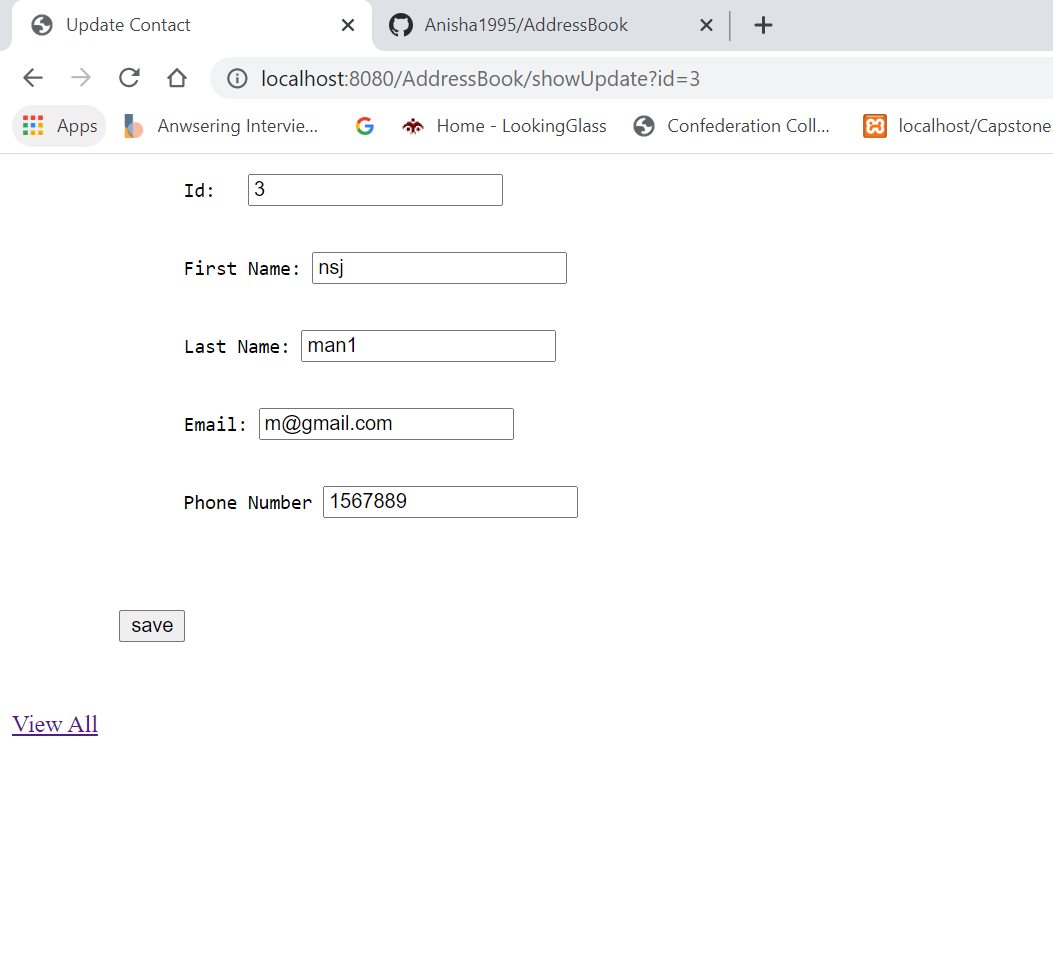 Update Contact
Anisha1995/AddressBook
localhost:8080/AddressBook/showUpdate?id=3
Apps Anwsering Intervie... Home - LookingGlass Confederation Coll... localhost/Capstone
Id: 3
First Name: nsj
Last Name: man1
Email: m@gmail.com
Phone Number 1567889
save
View All